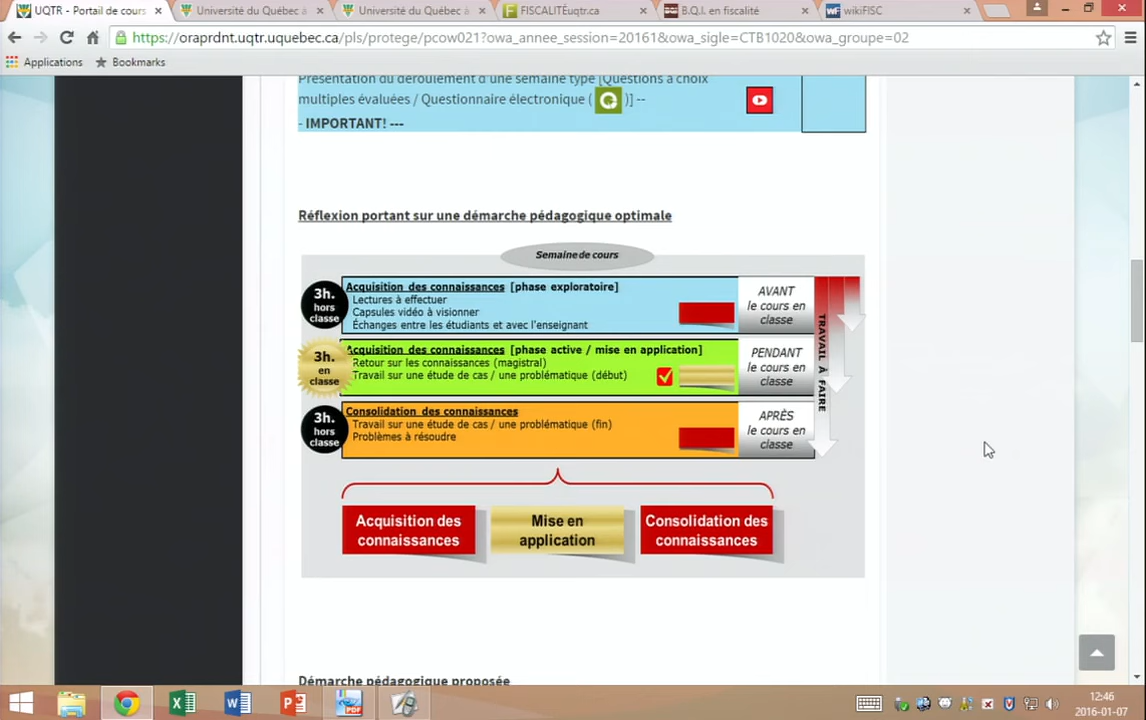 UQTR - Portail de cours
Université du Québec à
Université du Québec à
FISCALITÉuqtr.ca
B.Q.I. en fiscalité
wikiFISC
https://oraprdnt.uqtr.uquebec.ca/pls/protege/pcow021?owa_annee_session=20161&owa_sigle=CTB1020&owa_groupe=02
Applications
Bookmarks
Présentation du déroulement d'une semaine type [Questions à choix
multiples évaluées / Questionnaire électronique ( )] --
- IMPORTANT! ---
Réflexion portant sur une démarche pédagogique optimale
Semaine de cours
3h.
hors
classe
Acquisition des connaissances [phase exploratoire]
Lectures à effectuer
Capsules vidéo à visionner
Échanges entre les étudiants et avec l'enseignant
AVANT
le cours en
classe
3h.
en
classe
Acquisition des connaissances [phase active / mise en application]
Retour sur les connaissances (magistral)
Travail sur une étude de cas / une problématique (début)
PENDANT
le cours en
classe
3h.
hors
classe
Consolidation des connaissances
Travail sur une étude de cas / une problématique (fin)
Problèmes à résoudre
APRÈS
le cours en
classe
TRAVAIL À FAIRE
Acquisition des
connaissances
Mise en
application
Consolidation des
connaissances
Démarche pédagogique proposée
12:46
2016-01-07